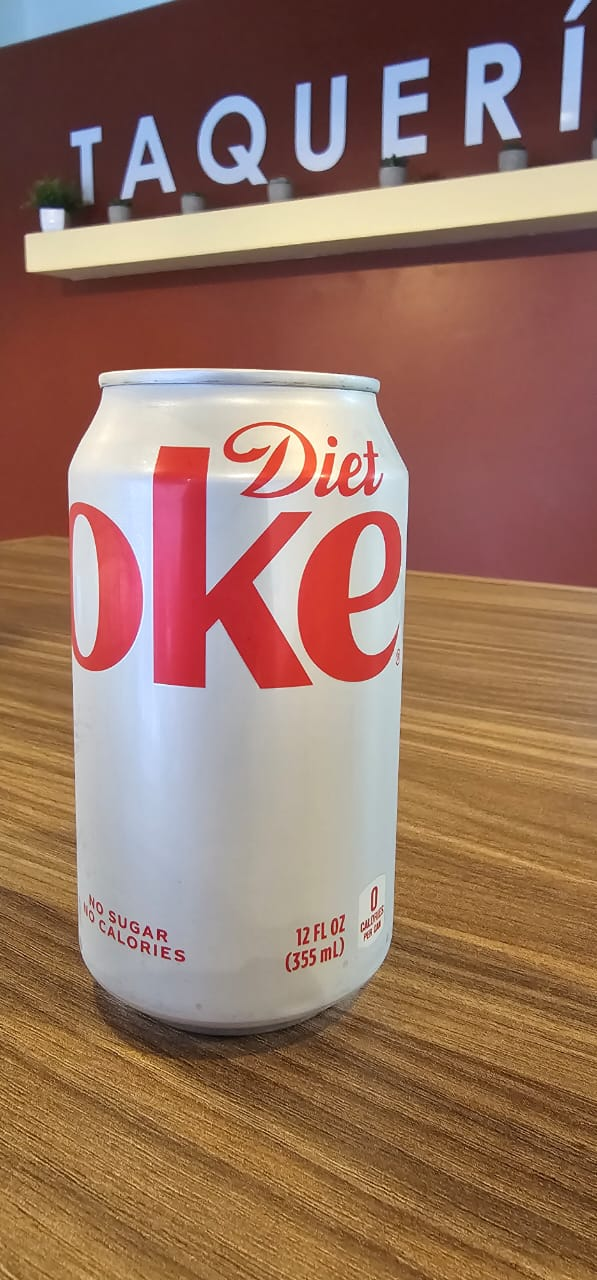 TAQUERÍ
Diet
oke
®
NO SUGAR
NO CALORIES
12 FL OZ
(355 mL)
0
CALORIES
PER CAN